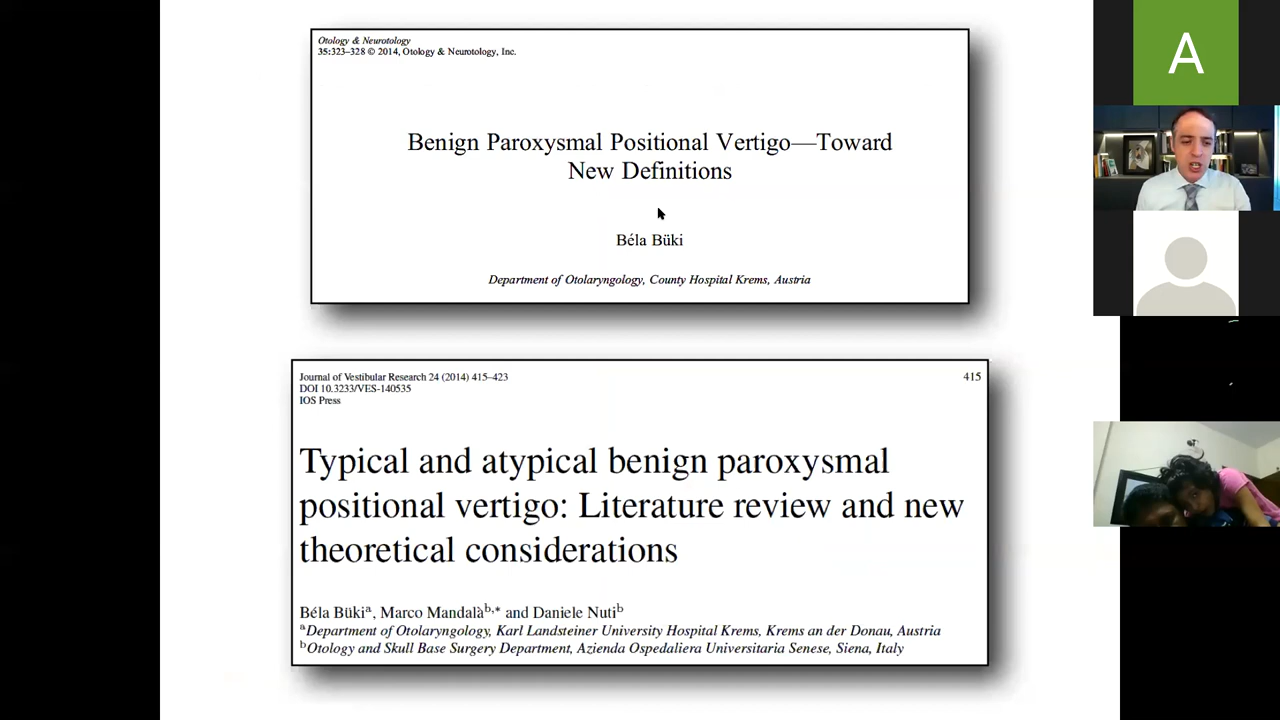 Otology & Neurotology
35:323–328 © 2014, Otology & Neurotology, Inc.
Benign Paroxysmal Positional Vertigo—Toward
New Definitions
Béla Büki
Department of Otolaryngology, County Hospital Krems, Austria
Journal of Vestibular Research 24 (2014) 415–423
415
DOI 10.3233/VES-140535
IOS Press
Typical and atypical benign paroxysmal
positional vertigo: Literature review and new
theoretical considerations
Béla Bükiᵃ, Marco Mandalàᵇ,* and Daniele Nutiᵇ
ᵃDepartment of Otolaryngology, Karl Landsteiner University Hospital Krems, Krems an der Donau, Austria
ᵇOtology and Skull Base Surgery Department, Azienda Ospedaliera Universitaria Senese, Siena, Italy
A